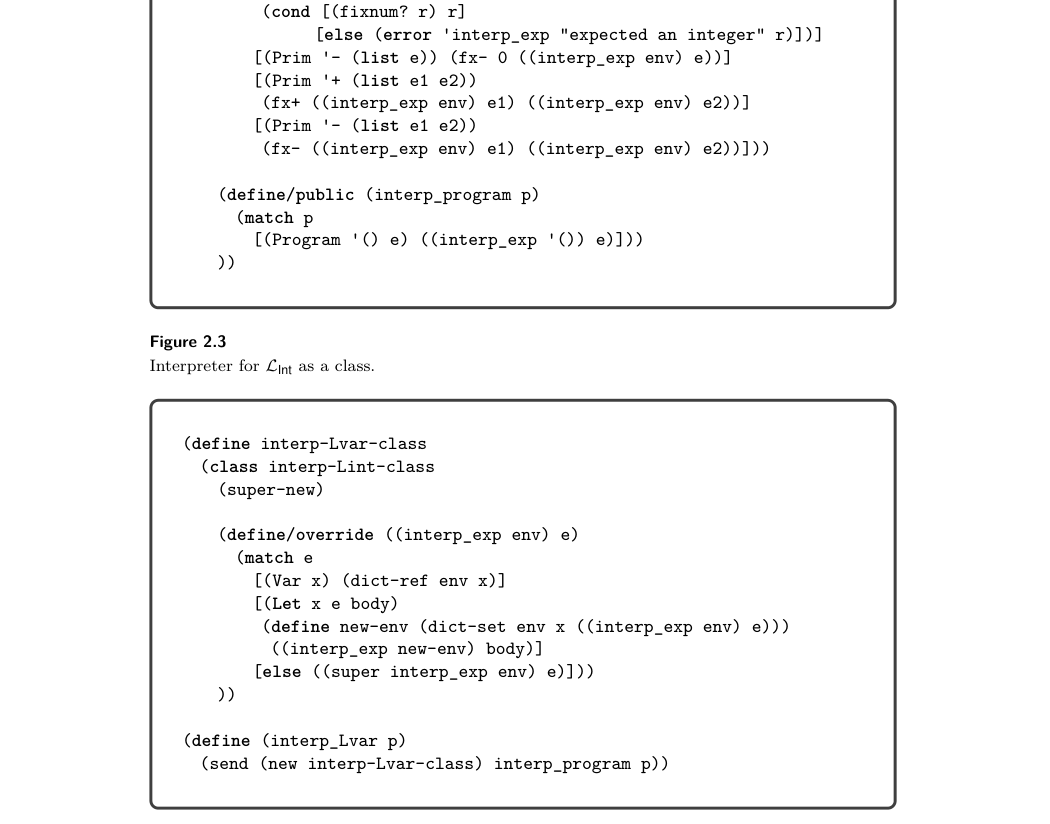 (cond [(fixnum? r) r]
[else (error 'interp_exp "expected an integer" r)])]
[(Prim '- (list e)) (fx- 0 ((interp_exp env) e))]
[(Prim '+ (list e1 e2))
(fx+ ((interp_exp env) e1) ((interp_exp env) e2))]
[(Prim '- (list e1 e2))
(fx- ((interp_exp env) e1) ((interp_exp env) e2))]))
(define/public (interp_program p)
(match p
[(Program '() e) ((interp_exp '()) e)]))
))
Figure 2.3
Interpreter for ℒInt as a class.
(define interp-Lvar-class
(class interp-Lint-class
(super-new)
(define/override ((interp_exp env) e)
(match e
[(Var x) (dict-ref env x)]
[(Let x e body)
(define new-env (dict-set env x ((interp_exp env) e)))
((interp_exp new-env) body)]
[else ((super interp_exp env) e)]))
))
(define (interp_Lvar p)
(send (new interp-Lvar-class) interp_program p))